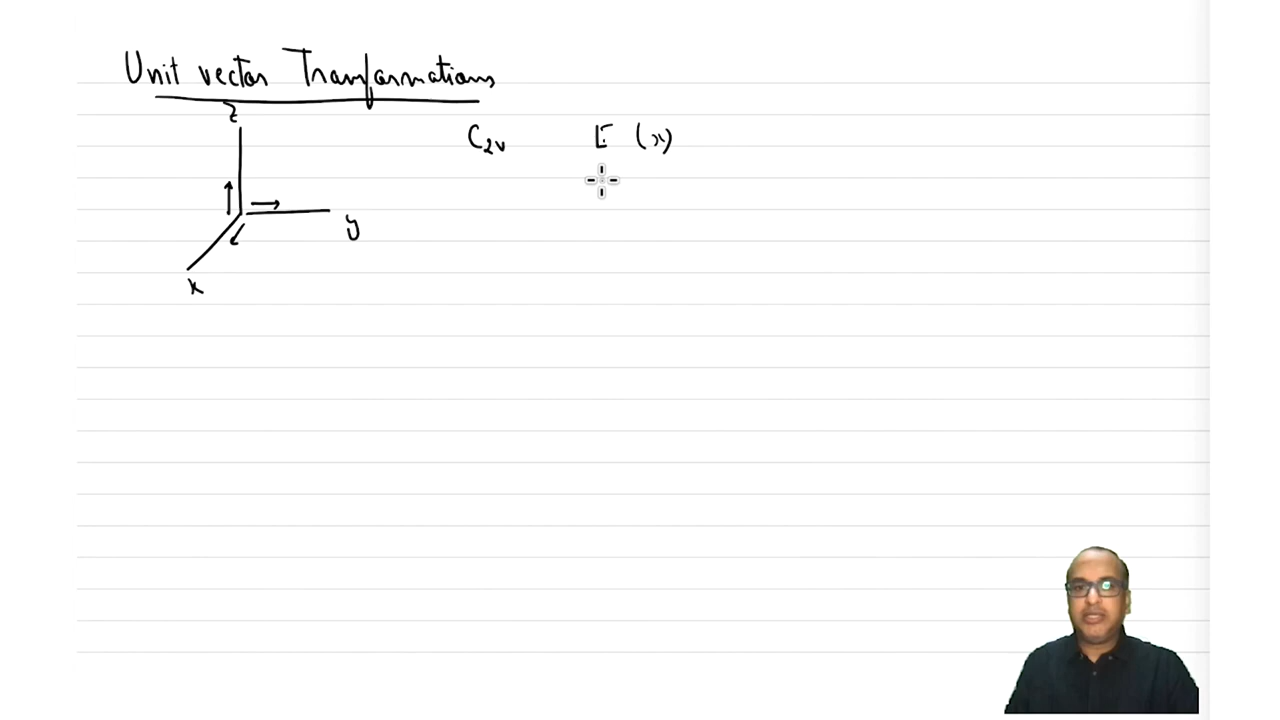 Unit vector Transformations
z
C2v E (x)
y
x